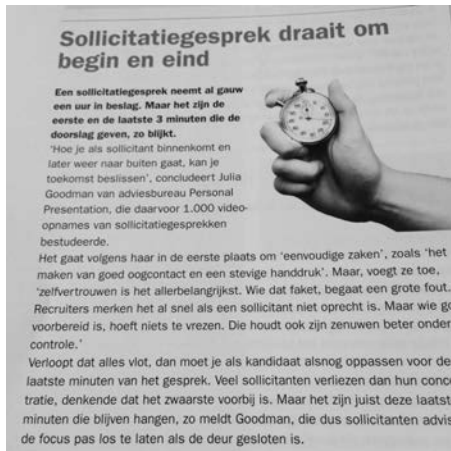 Sollicitatiegesprek draait om
begin en eind
Een sollicitatiegesprek neemt al gauw
een uur in beslag. Maar het zijn de
eerste en de laatste 3 minuten die de
doorslag geven, zo blijkt.
'Hoe je als sollicitant binnenkomt en
later weer naar buiten gaat, kan je
toekomst beslissen', concludeert Julia
Goodman van adviesbureau Personal
Presentation, die daarvoor 1.000 video-
opnames van sollicitatiegesprekken
bestudeerde.
Het gaat volgens haar in de eerste plaats om 'eenvoudige zaken', zoals 'het
maken van goed oogcontact en een stevige handdruk'. Maar, voegt ze toe,
'zelfvertrouwen is het allerbelangrijkst. Wie dat faket, begaat een grote fout.
Recruiters merken het al snel als een sollicitant niet oprecht is. Maar wie go
voorbereid is, hoeft niets te vrezen. Die houdt ook zijn zenuwen beter onder
controle.'
Verloopt dat alles vlot, dan moet je als kandidaat alsnog oppassen voor de
laatste minuten van het gesprek. Veel sollicitanten verliezen dan hun conc
tratie, denkende dat het zwaarste voorbij is. Maar het zijn juist deze laatst
minuten die blijven hangen, zo meldt Goodman, die dus sollicitanten advis
de focus pas los te laten als de deur gesloten is.